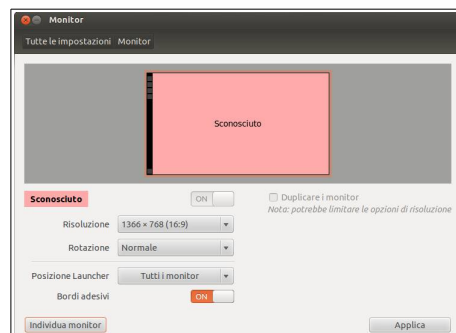 Monitor
Tutte le impostazioni Monitor
Sconosciuto
Sconosciuto ON
Duplicare i monitor
Nota: potrebbe limitare le opzioni di risoluzione
Risoluzione 1366 × 768 (16:9)
Rotazione Normale
Posizione Launcher Tutti i monitor
Bordi adesivi ON
Individua monitor Applica